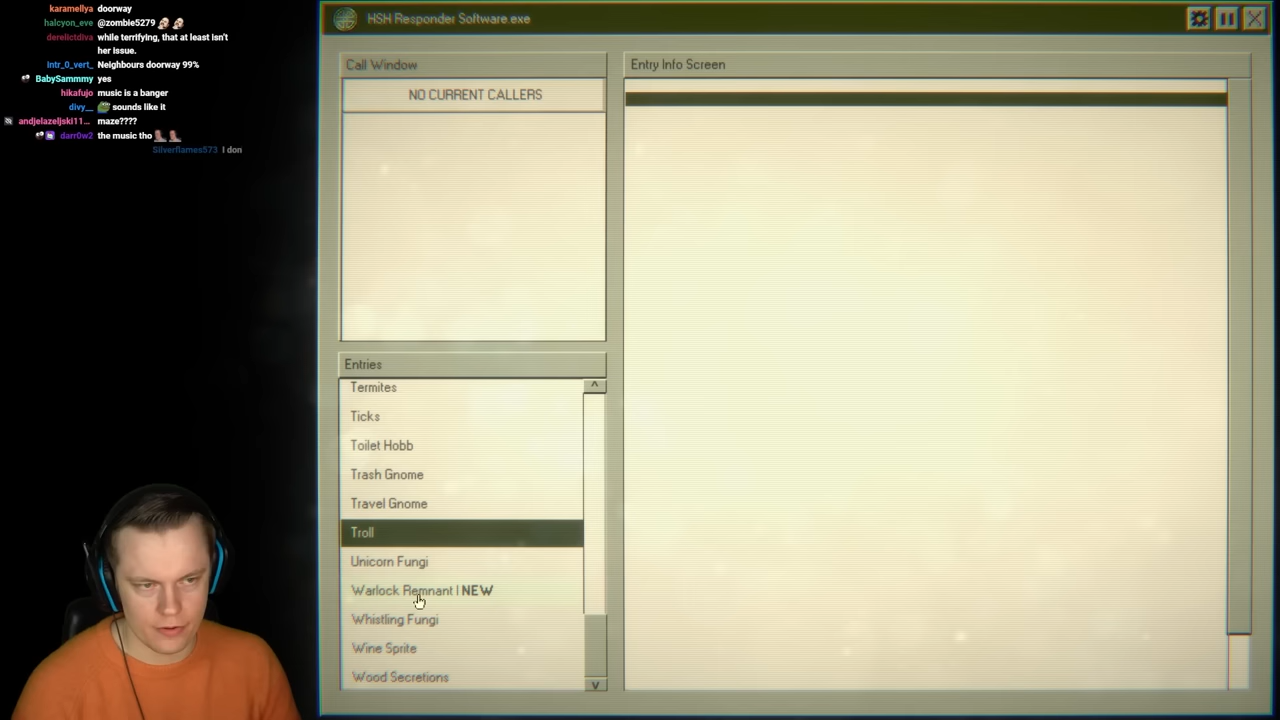 karamellya doorway
halcyon_eve @zombie5279
derelictdiva while terrifying, that at least isn't
her issue.
intr_0_vert_ Neighbours doorway 99%
BabySammmy yes
hikafujo music is a banger
divy__ sounds like it
andjelazeljski11... maze????
darr0w2 the music tho
Silverflames573 I don
HSH Responder Software.exe
Call Window
NO CURRENT CALLERS
Entry Info Screen
Entries
Termites
Ticks
Toilet Hobb
Trash Gnome
Travel Gnome
Troll
Unicorn Fungi
Warlock Remnant | NEW
Whistling Fungi
Wine Sprite
Wood Secretions